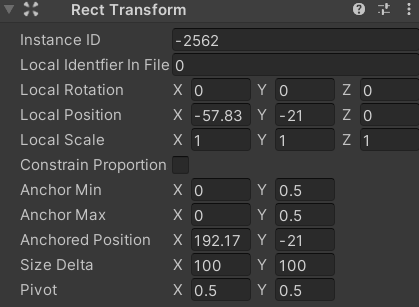 Rect Transform
Instance ID -2562
Local Identfier In File 0
Local Rotation X 0 Y 0 Z 0
Local Position X -57.83 Y -21 Z 0
Local Scale X 1 Y 1 Z 1
Constrain Proportion
Anchor Min X 0 Y 0.5
Anchor Max X 0 Y 0.5
Anchored Position X 192.17 Y -21
Size Delta X 100 Y 100
Pivot X 0.5 Y 0.5